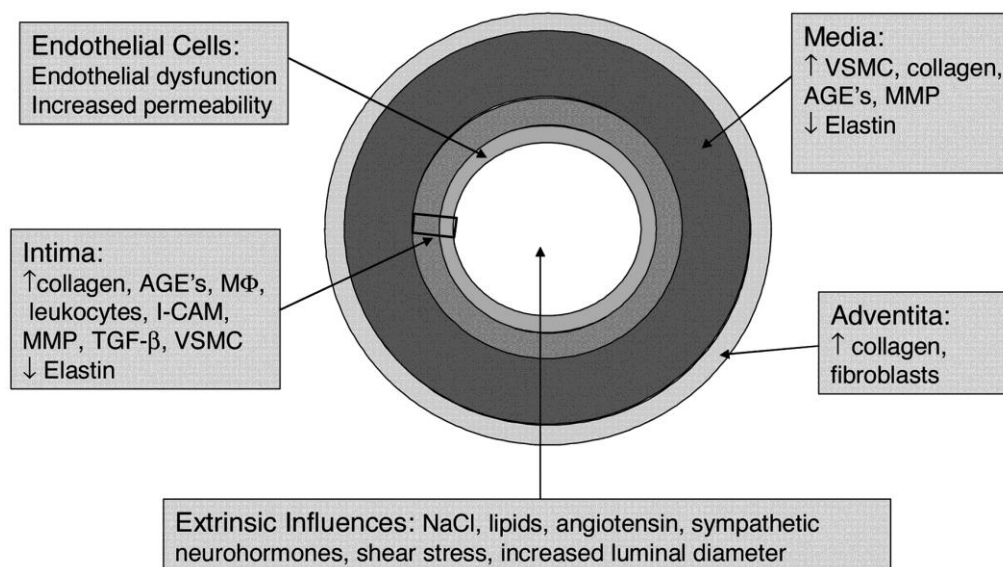 Endothelial Cells:
Endothelial dysfunction
Increased permeability
Media:
↑ VSMC, collagen,
AGE's, MMP
↓ Elastin
Intima:
↑collagen, AGE's, MΦ,
leukocytes, I-CAM,
MMP, TGF-β, VSMC
↓ Elastin
Adventita:
↑ collagen,
fibroblasts
Extrinsic Influences: NaCl, lipids, angiotensin, sympathetic
neurohormones, shear stress, increased luminal diameter